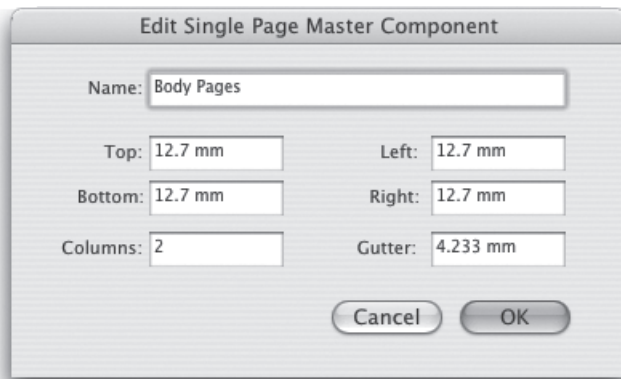 Edit Single Page Master Component
Name: Body Pages
Top: 12.7 mm Left: 12.7 mm
Bottom: 12.7 mm Right: 12.7 mm
Columns: 2 Gutter: 4.233 mm
Cancel OK